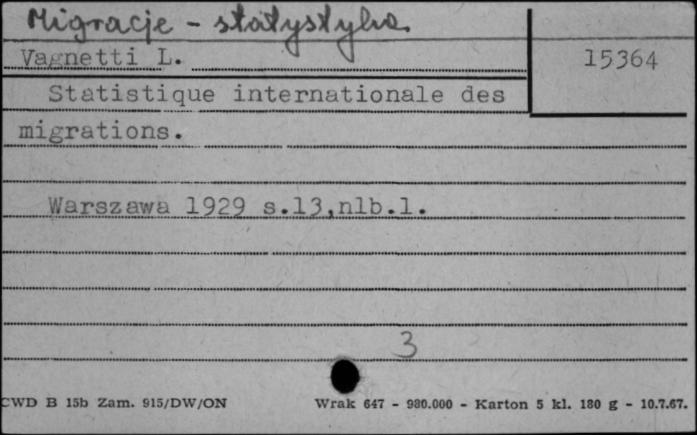 Migracje - statystyka
Vagnetti L.
15364
Statistique internationale des
migrations.
Warszawa 1929 s.13,nlb.1.
3
CWD B 15b Zam. 915/DW/ON
Wrak 647 - 980.000 - Karton 5 kl. 180 g - 10.7.67.